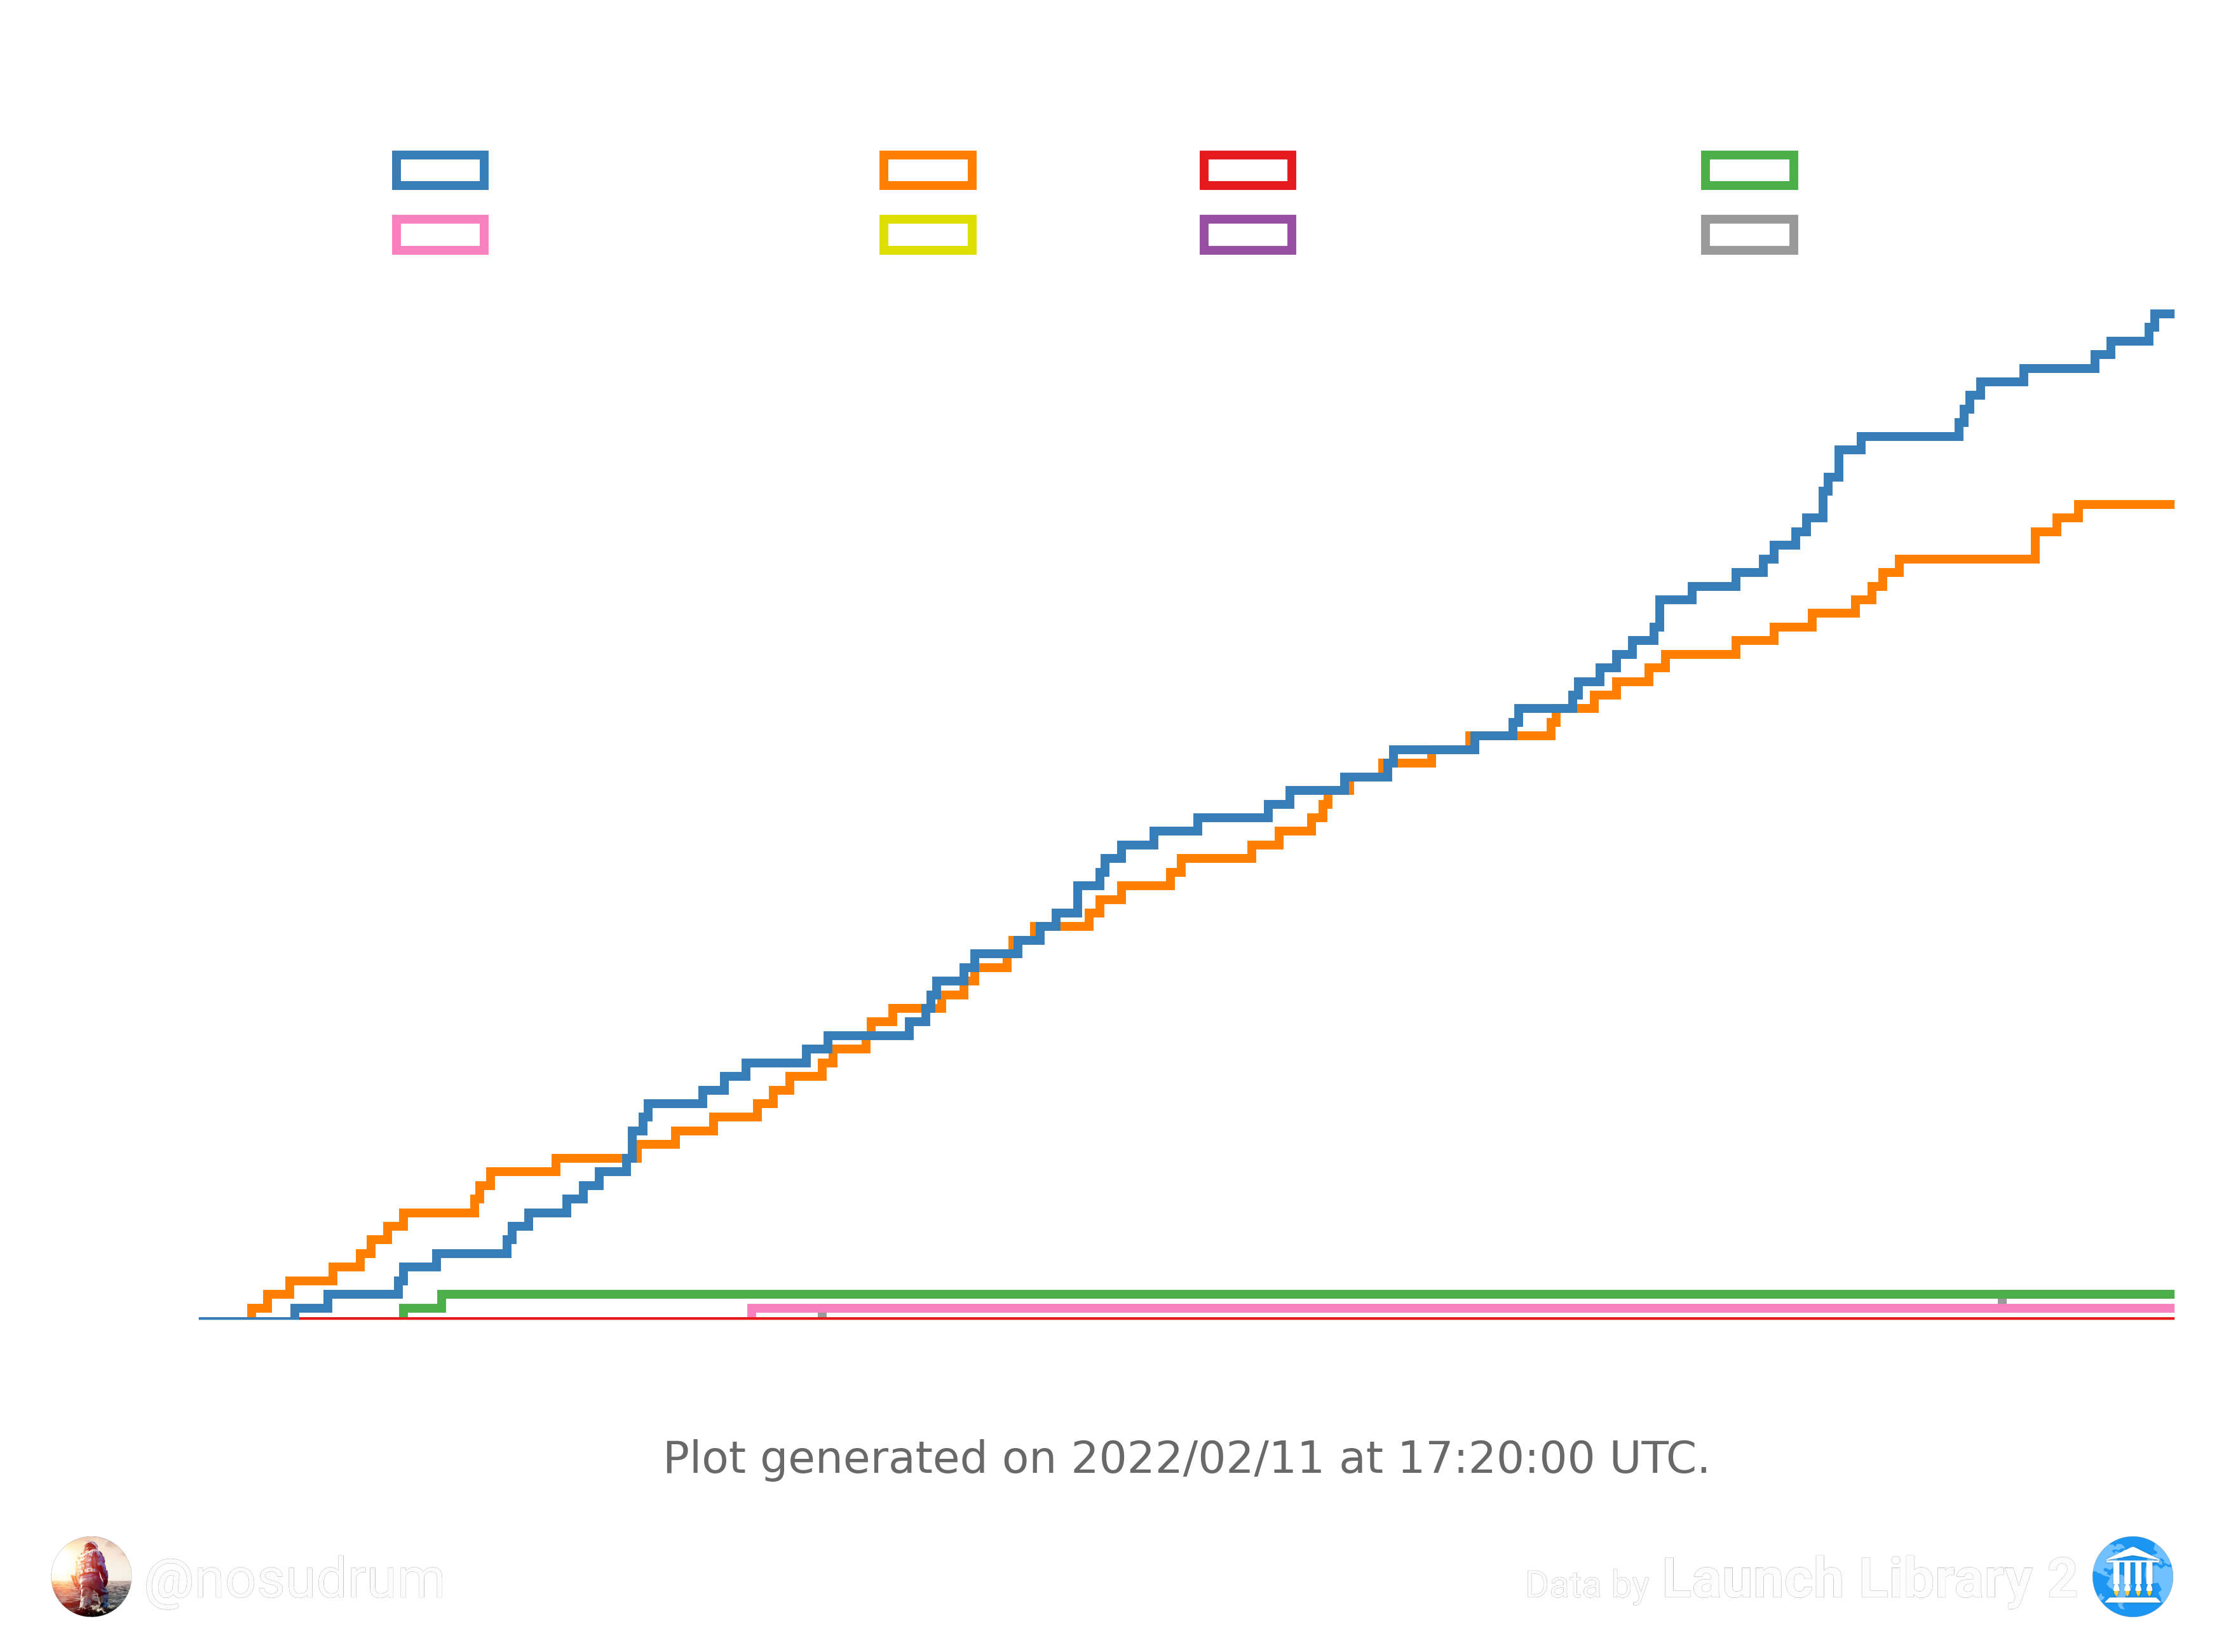 Plot generated on 2022/02/11 at 17:20:00 UTC.
@nosudrum
Data by Launch Library 2